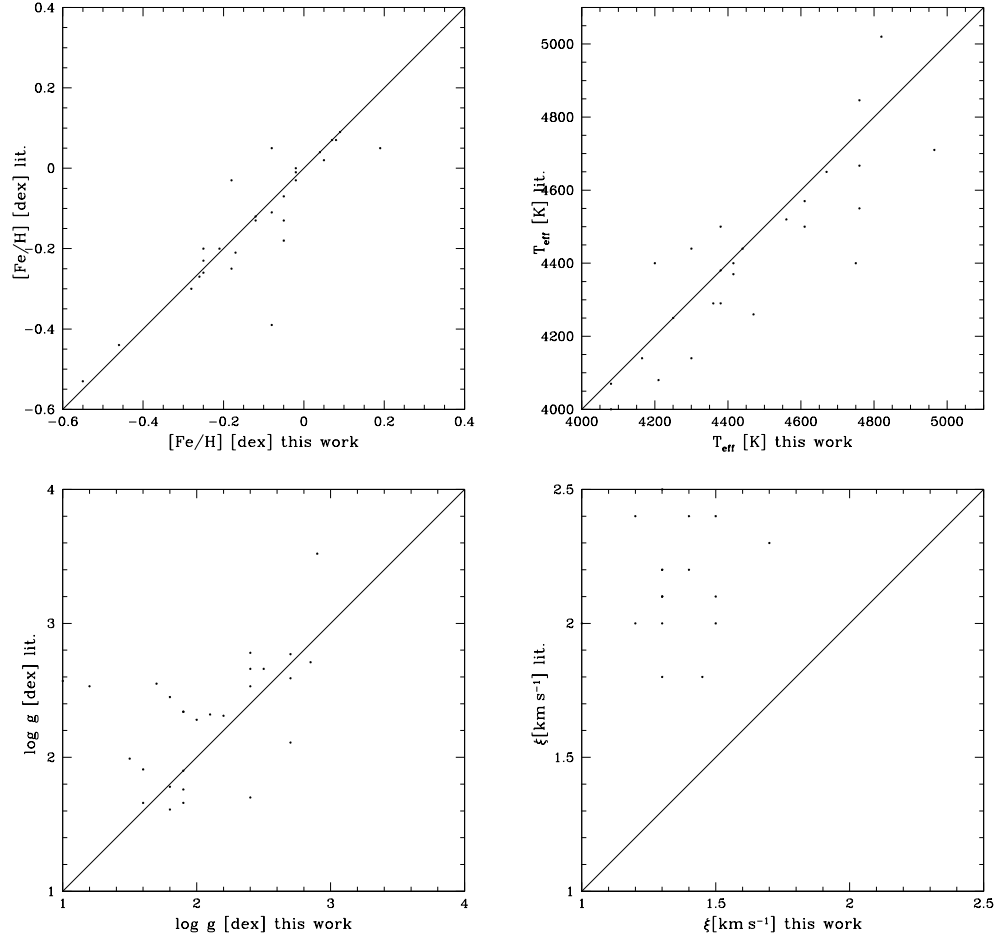 0.4
0.2
0
−0.2
−0.4
−0.6
[Fe/H] [dex] lit.
−0.6 −0.4 −0.2 0 0.2 0.4
[Fe/H] [dex] this work
5000
4800
4600
4400
4200
4000
T_eff [K] lit.
4000 4200 4400 4600 4800 5000
T_eff [K] this work
4
3
2
1
log g [dex] lit.
1 2 3 4
log g [dex] this work
2.5
2
1.5
1
ξ[km s⁻¹] lit.
1 1.5 2 2.5
ξ[km s⁻¹] this work